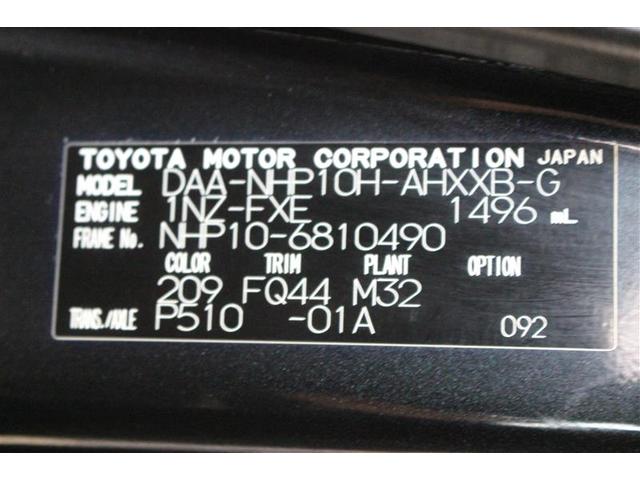 TOYOTA MOTOR CORPORATION JAPAN
MODEL DAA-NHP10H-AHXXB-G
ENGINE 1NZ-FXE 1496 mL
FRAME No. NHP10-6810490
COLOR TRIM PLANT OPTION
209 FQ44 M32
TRANS./AXLE P510 -01A 092